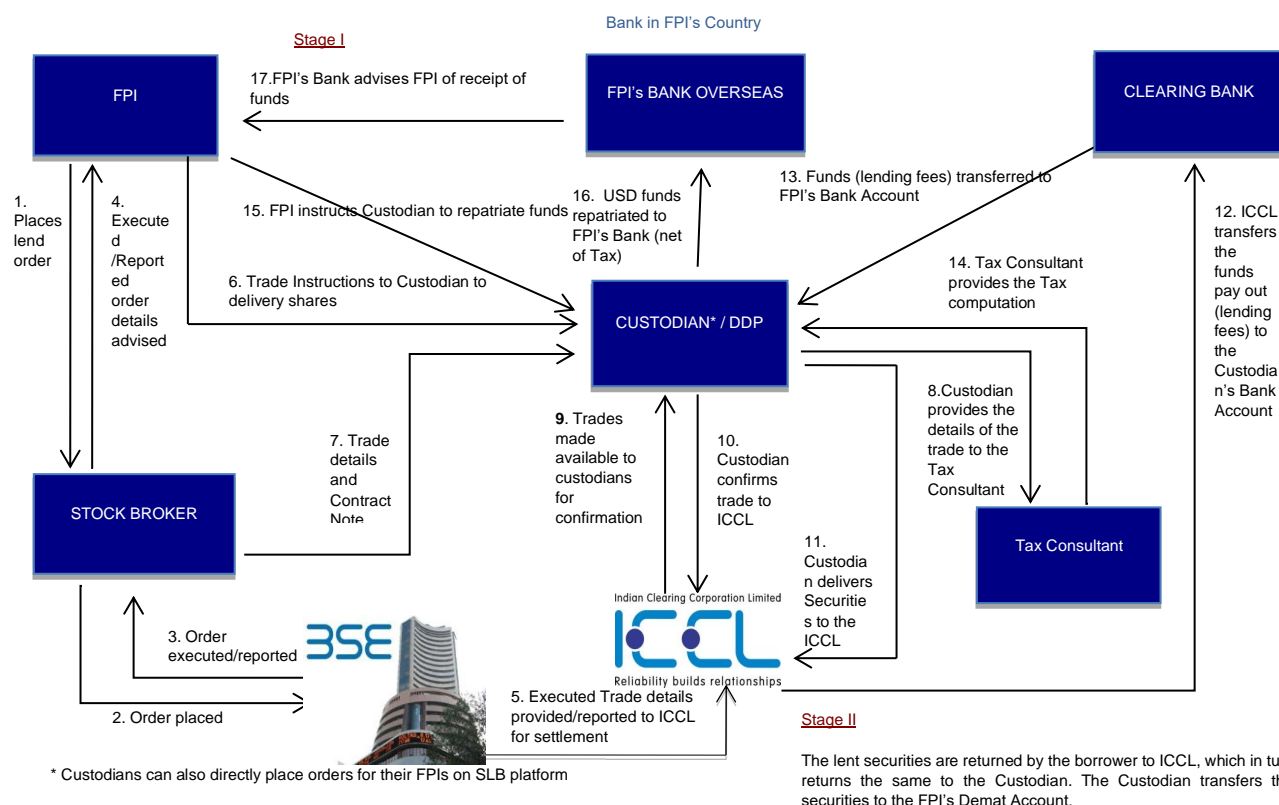 Bank in FPI's Country
Stage I
FPI
17.FPI's Bank advises FPI of receipt of
funds
FPI's BANK OVERSEAS
CLEARING BANK
1.
Places
lend
order
4.
Execute
d
/Report
ed
order
details
advised
15. FPI instructs Custodian to repatriate funds
16. USD funds
repatriated to
FPI's Bank (net
of Tax)
13. Funds (lending fees) transferred to
FPI's Bank Account
12. ICCL
transfers
the
funds
pay out
(lending
fees) to
the
Custodia
n's Bank
Account
6. Trade Instructions to Custodian to
delivery shares
14. Tax Consultant
provides the Tax
computation
CUSTODIAN* / DDP
7. Trade
details
and
Contract
Note
9. Trades
made
available to
custodians
for
confirmation
10.
Custodian
confirms
trade to
ICCL
8.Custodian
provides the
details of the
trade to the
Tax
Consultant
STOCK BROKER
Tax Consultant
11.
Custodia
n delivers
Securitie
s to the
ICCL
Indian Clearing Corporation Limited
ICCL
Reliability builds relationships
3. Order
executed/reported
BSE
2. Order placed
5. Executed Trade details
provided/reported to ICCL
for settlement
* Custodians can also directly place orders for their FPIs on SLB platform
Stage II
The lent securities are returned by the borrower to ICCL, which in tu
returns the same to the Custodian. The Custodian transfers th
securities to the FPI's Demat Account.